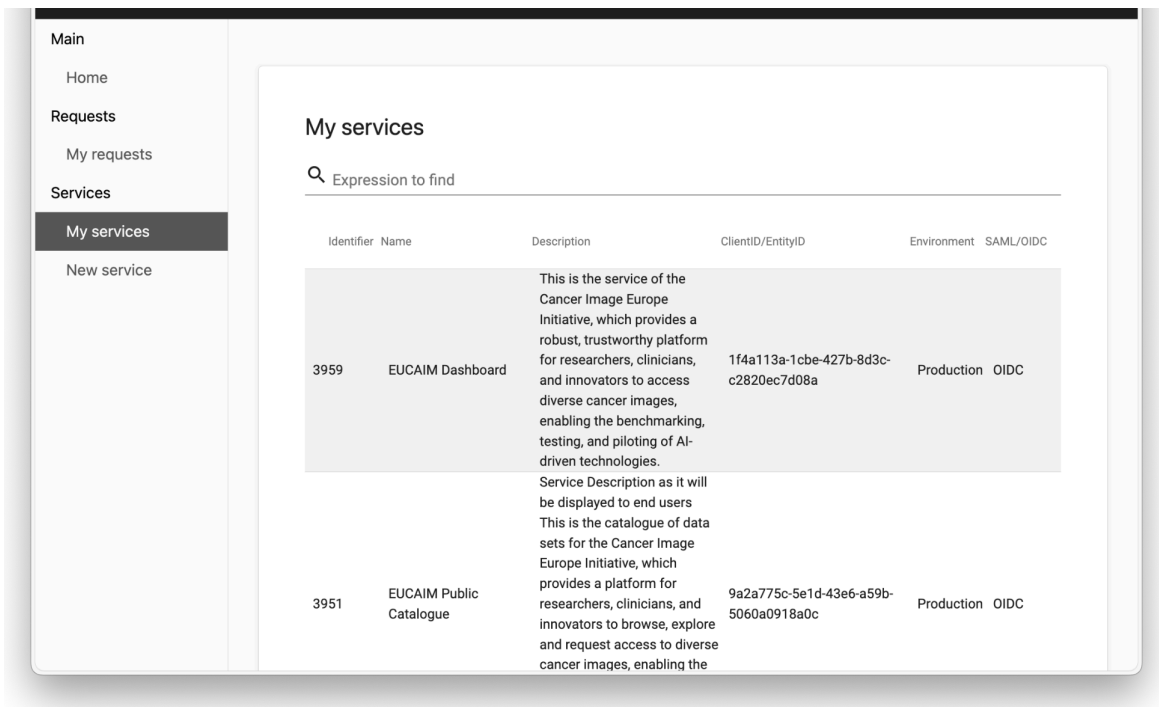 Main
Home
Requests
My requests
Services
My services
New service
My services
Expression to find
Identifier Name Description ClientID/EntityID Environment SAML/OIDC
This is the service of the
Cancer Image Europe
Initiative, which provides a
robust, trustworthy platform
for researchers, clinicians,
and innovators to access
diverse cancer images,
enabling the benchmarking,
testing, and piloting of AI-
driven technologies.
3959
EUCAIM Dashboard
1f4a113a-1cbe-427b-8d3c-
c2820ec7d08a
Production OIDC
Service Description as it will
be displayed to end users
This is the catalogue of data
sets for the Cancer Image
Europe Initiative, which
provides a platform for
researchers, clinicians, and
innovators to browse, explore
and request access to diverse
cancer images, enabling the
3951
EUCAIM Public
Catalogue
9a2a775c-5e1d-43e6-a59b-
5060a0918a0c
Production OIDC